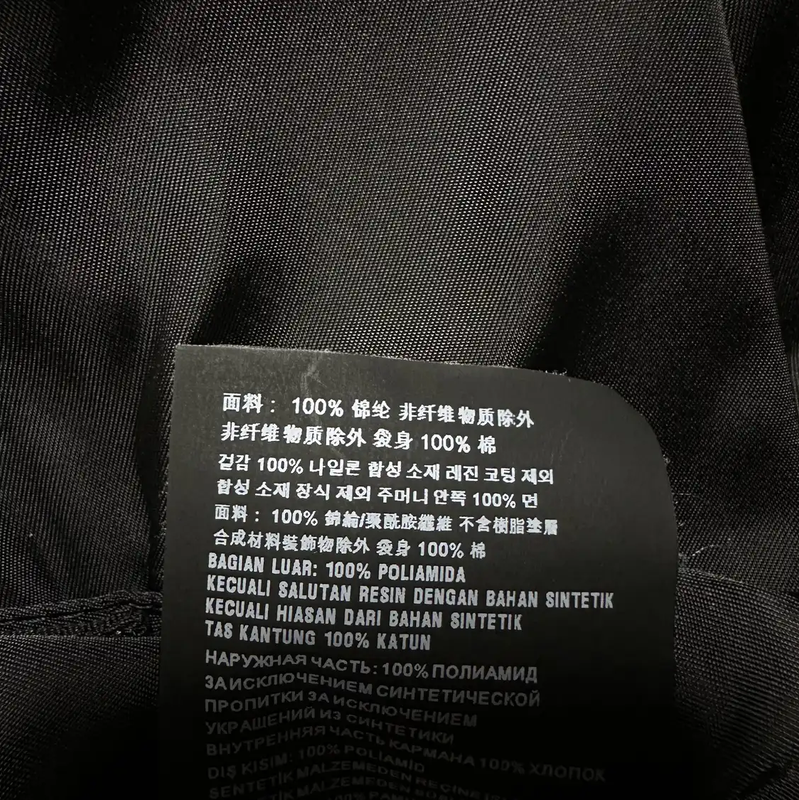 面料： 100% 锦纶 非纤维物质除外
非纤维物质除外 袋身 100% 棉
겉감 100% 나일론 합성 소재 레진 코팅 제외
합성 소재 장식 제외 주머니 안쪽 100% 면
面料： 100% 錦綸/聚酰胺纖維 不含樹脂塗層
合成材料裝飾物除外 袋身 100% 棉
BAGIAN LUAR: 100% POLIAMIDA
KECUALI SALUTAN RESIN DENGAN BAHAN SINTETIK
KECUALI HIASAN DARI BAHAN SINTETIK
TAS KANTUNG 100% KATUN
НАРУЖНАЯ ЧАСТЬ: 100% ПОЛИАМИД
ЗА ИСКЛЮЧЕНИЕМ СИНТЕТИЧЕСКОЙ
ПРОПИТКИ ЗА ИСКЛЮЧЕНИЕМ
УКРАШЕНИЙ ИЗ СИНТЕТИКИ
ВНУТРЕННЯЯ ЧАСТЬ КАРМАНА 100% ХЛОПОК
DIŞ KISIM: 100% POLİAMİD
SENTETİK MALZEMEDEN REÇİNE